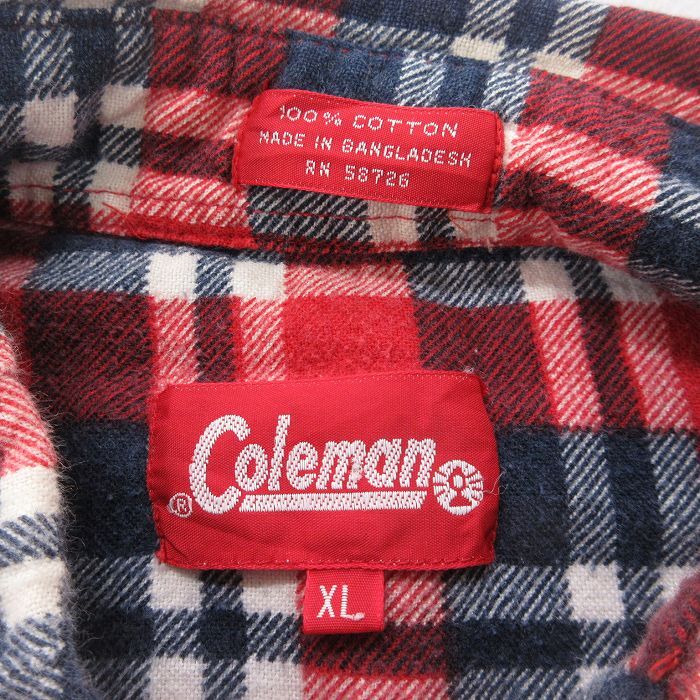 100% COTTON
MADE IN BANGLADESH
RN 58726
Coleman
®
XL